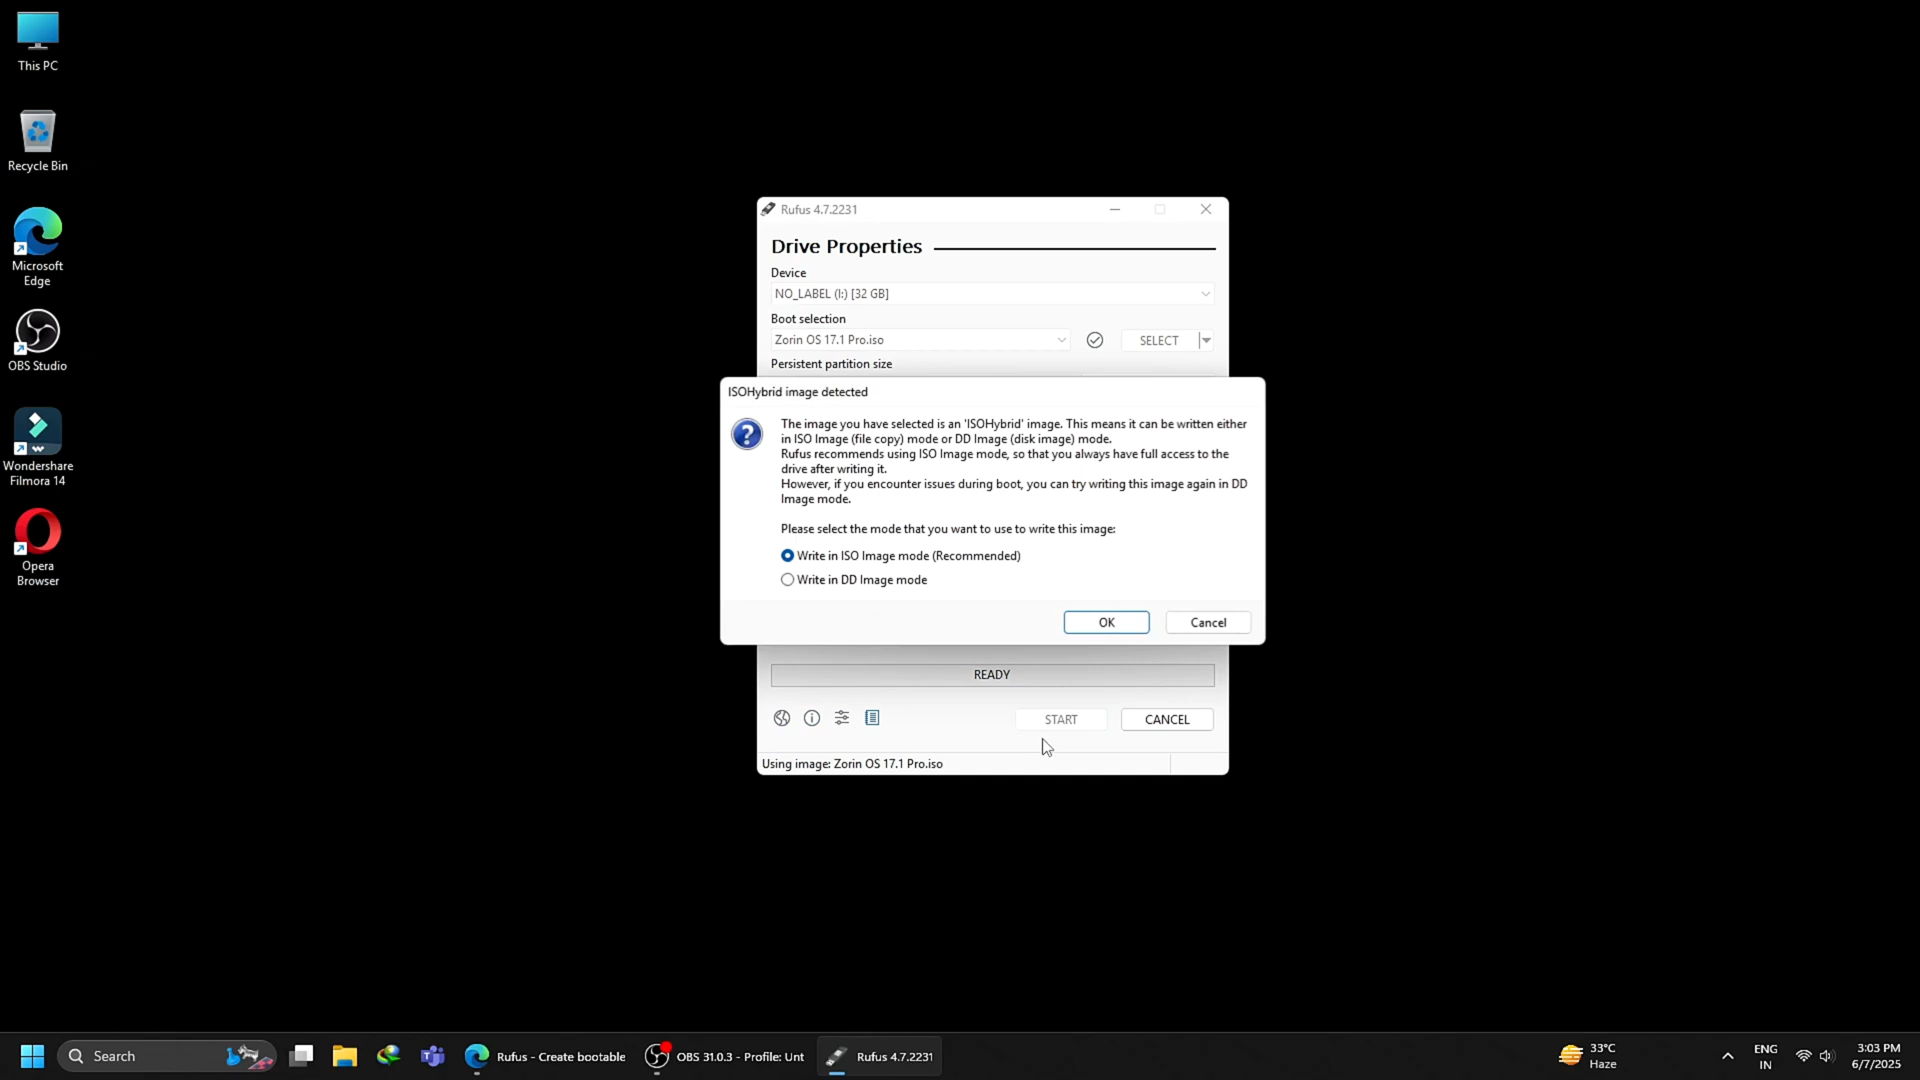 This PC
Recycle Bin
Microsoft
Edge
OBS Studio
Wondershare
Filmora 14
Opera
Browser
Rufus 4.7.2231
Drive Properties
Device
NO_LABEL (I:) [32 GB]
Boot selection
Zorin OS 17.1 Pro.iso
SELECT
Persistent partition size
ISOHybrid image detected
The image you have selected is an 'ISOHybrid' image. This means it can be written either
in ISO Image (file copy) mode or DD Image (disk image) mode.
Rufus recommends using ISO Image mode, so that you always have full access to the
drive after writing it.
However, if you encounter issues during boot, you can try writing this image again in DD
Image mode.
Please select the mode that you want to use to write this image:
Write in ISO Image mode (Recommended)
Write in DD Image mode
OK
Cancel
READY
START
CANCEL
Using image: Zorin OS 17.1 Pro.iso
Search
Rufus - Create bootable
OBS 31.0.3 - Profile: Unt
Rufus 4.7.2231
33°C
Haze
ENG
IN
3:03 PM
6/7/2025